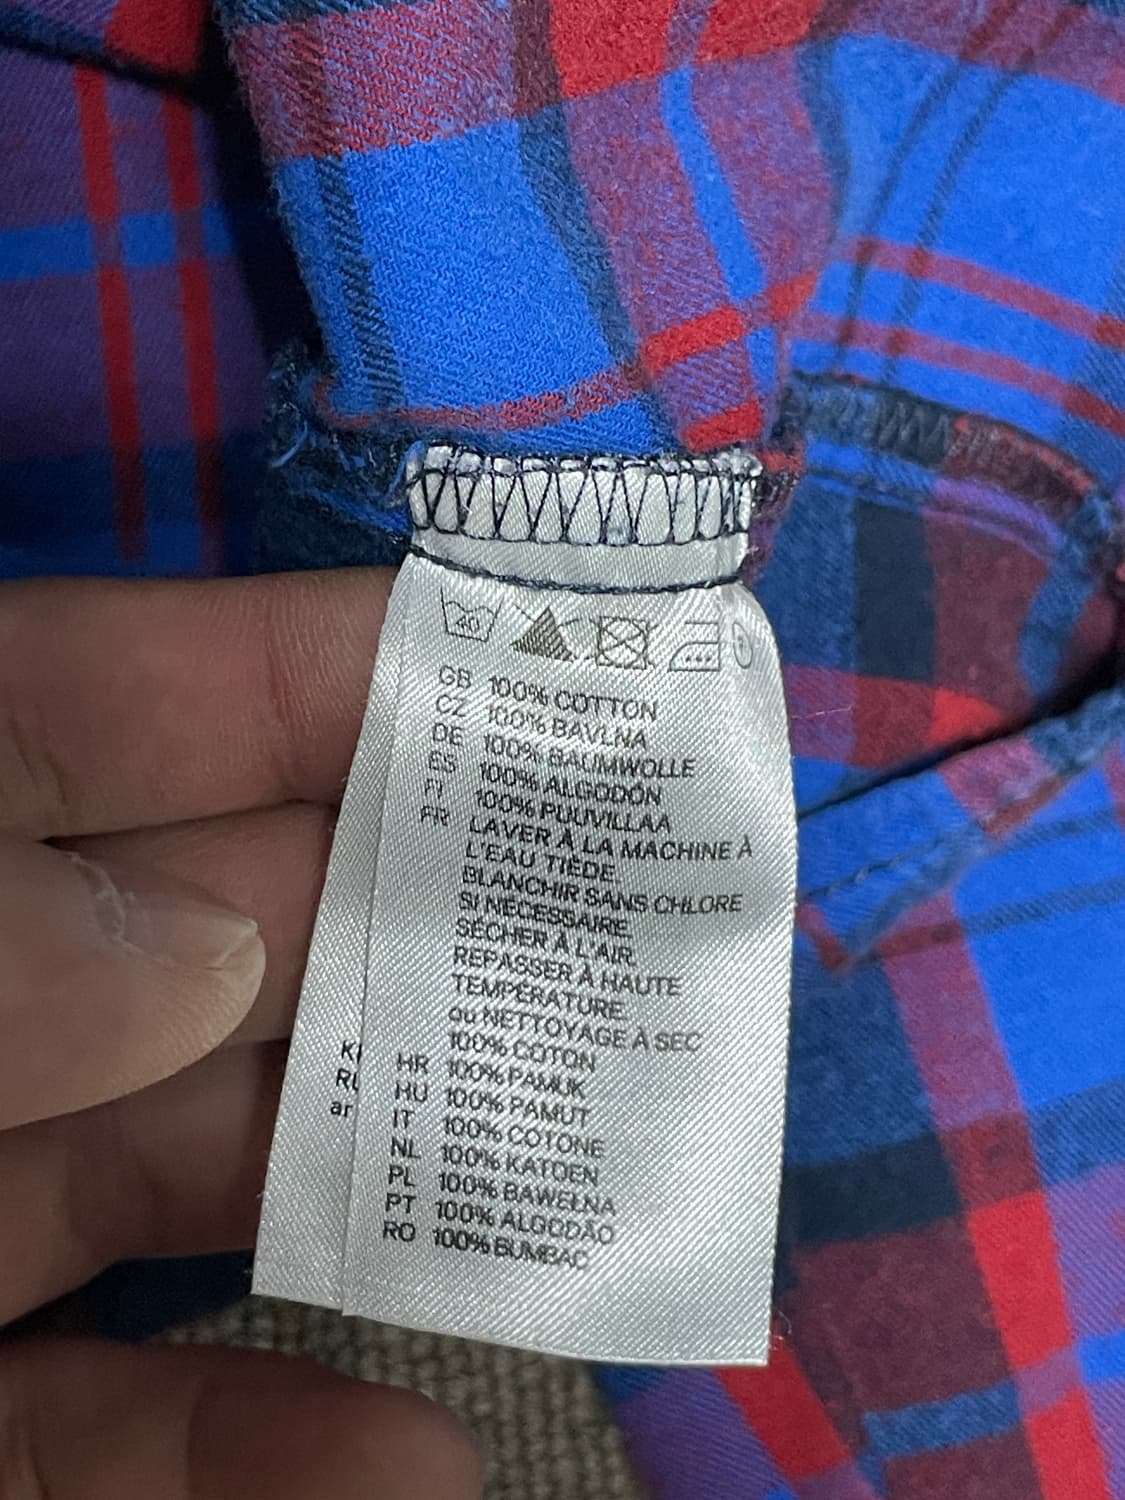 40
GB 100% COTTON
CZ 100% BAVLNA
DE 100% BAUMWOLLE
ES 100% ALGODÓN
FI 100% PUUVILLAA
FR LAVER À LA MACHINE À
L'EAU TIÈDE.
BLANCHIR SANS CHLORE
SI NÉCESSAIRE.
SÉCHER À L'AIR.
REPASSER À HAUTE
TEMPÉRATURE.
ou NETTOYAGE À SEC
100% COTON
HR 100% PAMUK
HU 100% PAMUT
IT 100% COTONE
NL 100% KATOEN
PL 100% BAWEŁNA
PT 100% ALGODÃO
RO 100% BUMBAC